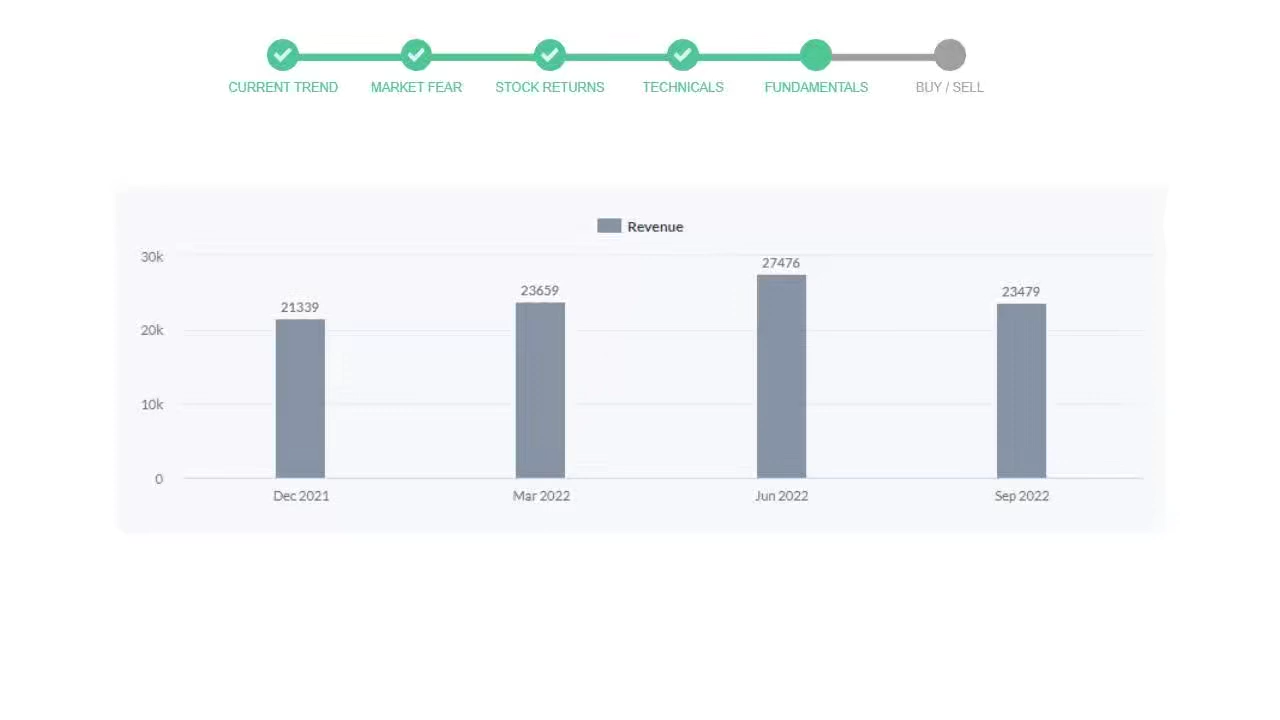 CURRENT TREND MARKET FEAR STOCK RETURNS TECHNICALS FUNDAMENTALS BUY / SELL
Revenue
30k
27476
23659
23479
21339
20k
10k
0
Dec 2021 Mar 2022 Jun 2022 Sep 2022